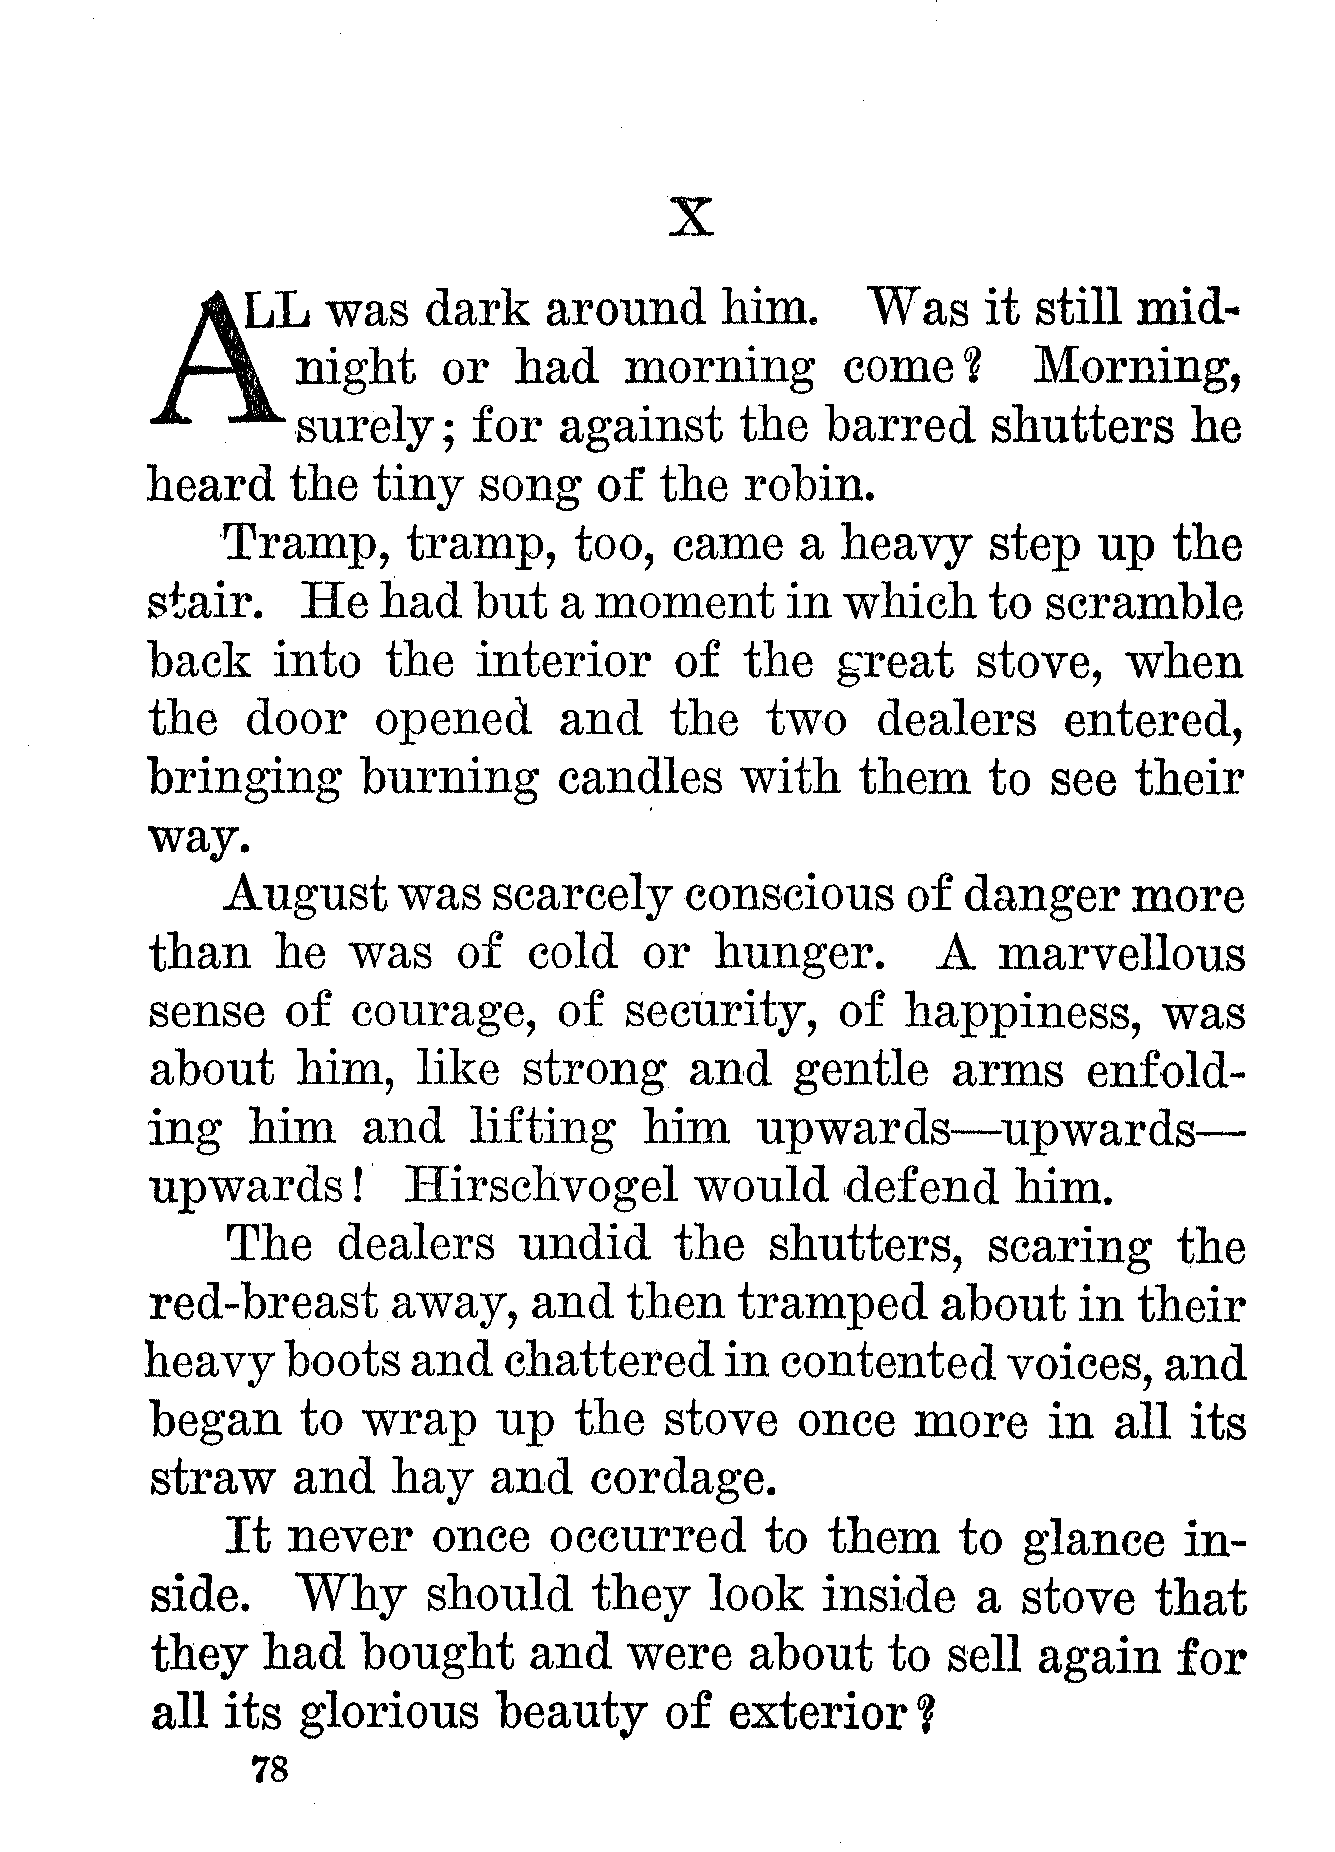 X
ALL was dark around him. Was it still mid-
night or had morning come? Morning,
surely; for against the barred shutters he
heard the tiny song of the robin.
Tramp, tramp, too, came a heavy step up the
stair. He had but a moment in which to scramble
back into the interior of the great stove, when
the door opened and the two dealers entered,
bringing burning candles with them to see their
way.
August was scarcely conscious of danger more
than he was of cold or hunger. A marvellous
sense of courage, of security, of happiness, was
about him, like strong and gentle arms enfold-
ing him and lifting him upwards—upwards—
upwards! Hirschvogel would defend him.
The dealers undid the shutters, scaring the
red-breast away, and then tramped about in their
heavy boots and chattered in contented voices, and
began to wrap up the stove once more in all its
straw and hay and cordage.
It never once occurred to them to glance in-
side. Why should they look inside a stove that
they had bought and were about to sell again for
all its glorious beauty of exterior?
78